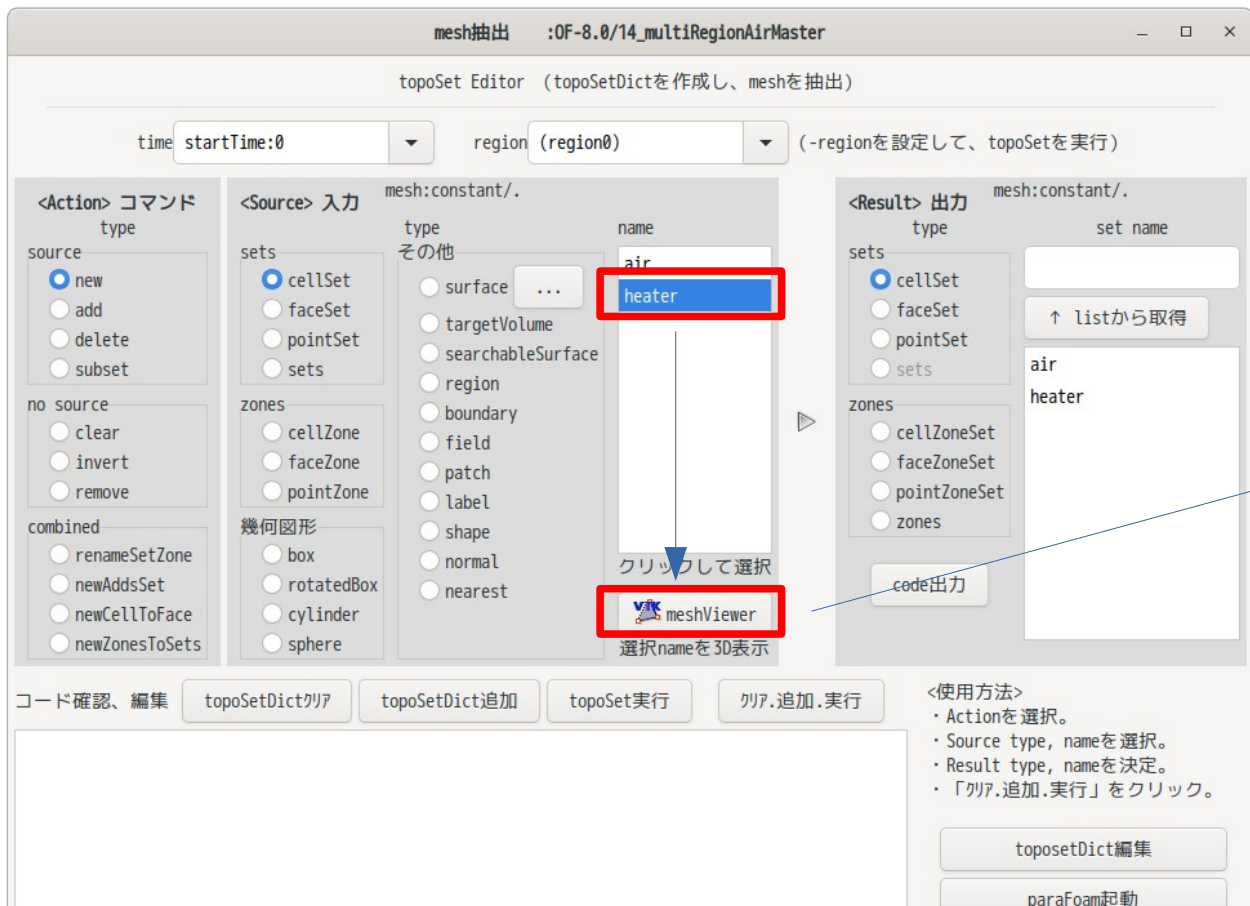 mesh抽出 :OF-8.0/14_multiRegionAirMaster
topoSet Editor (topoSetDictを作成し、meshを抽出)
time startTime:0 region (region0) (-regionを設定して、topoSetを実行)
<Action> コマンド
type
source
new
add
delete
subset
no source
clear
invert
remove
combined
renameSetZone
newAddsSet
newCellToFace
newZonesToSets
<Source> 入力
mesh:constant/.
sets
cellSet
faceSet
pointSet
sets
zones
cellZone
faceZone
pointZone
幾何図形
box
rotatedBox
cylinder
sphere
type
その他
surface ...
targetVolume
searchableSurface
region
boundary
field
patch
label
shape
normal
nearest
name
air
heater
クリックして選択
VTK meshViewer
選択nameを3D表示
<Result> 出力
mesh:constant/.
type
sets
cellSet
faceSet
pointSet
sets
zones
cellZoneSet
faceZoneSet
pointZoneSet
zones
code出力
set name
↑ listから取得
air
heater
コード確認、編集 topoSetDictｸﾘｱ topoSetDict追加 topoSet実行 ｸﾘｱ.追加.実行
<使用方法>
・Actionを選択。
・Source type, nameを選択。
・Result type, nameを決定。
・「ｸﾘｱ.追加.実行」をクリック。
toposetDict編集
paraFoam起動